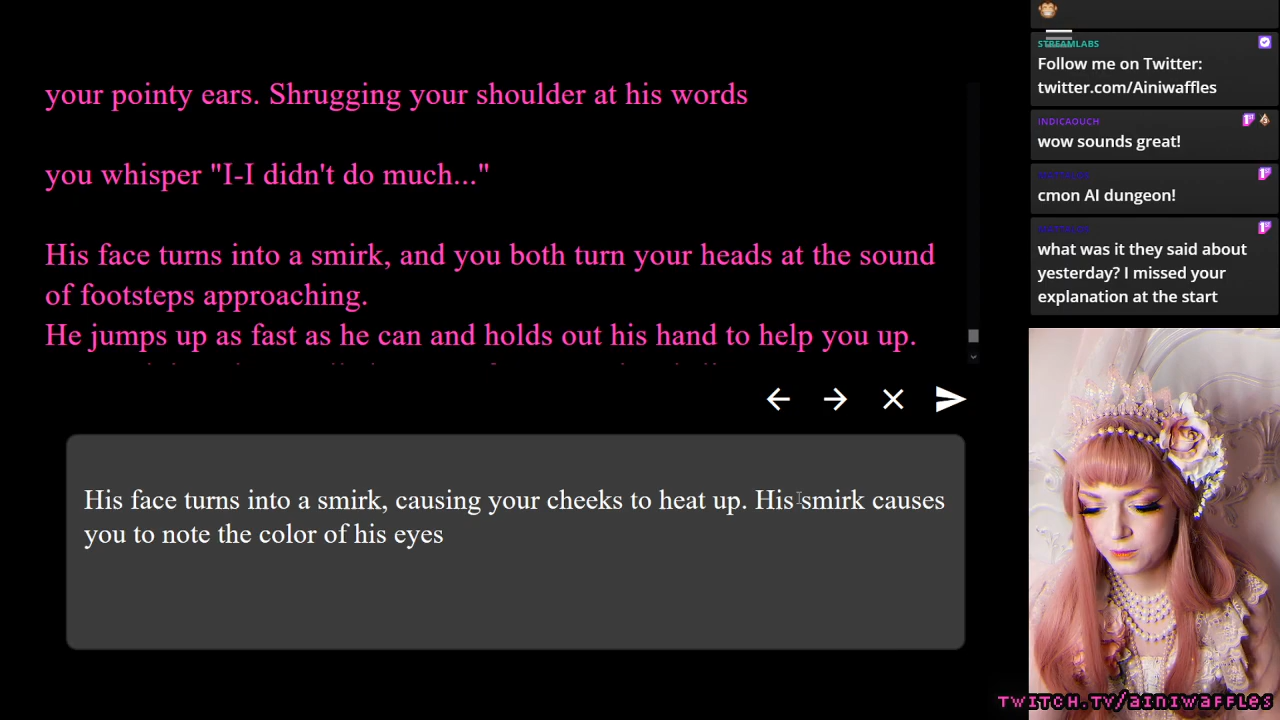 your pointy ears. Shrugging your shoulder at his words
you whisper "I-I didn't do much..."
His face turns into a smirk, and you both turn your heads at the sound
of footsteps approaching.
He jumps up as fast as he can and holds out his hand to help you up.
His face turns into a smirk, causing your cheeks to heat up. His smirk causes
you to note the color of his eyes
STREAMLABS
Follow me on Twitter:
twitter.com/Ainiwaffles
INDICAOUCH
wow sounds great!
cmon AI dungeon!
what was it they said about
yesterday? I missed your
explanation at the start
TWITCH.TV/AINIWAFFLES